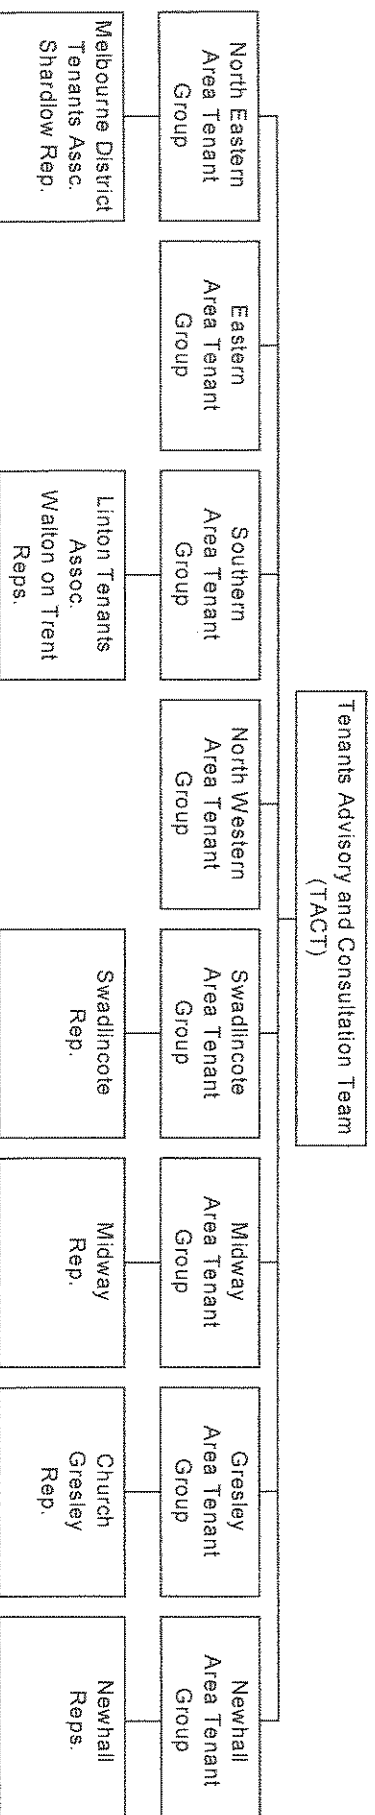 Tenants Advisory and Consultation Team
(TACT)
North Eastern
Area Tenant
Group
Eastern
Area Tenant
Group
Southern
Area Tenant
Group
North Western
Area Tenant
Group
Swadlincote
Area Tenant
Group
Midway
Area Tenant
Group
Gresley
Area Tenant
Group
Newhall
Area Tenant
Group
Melbourne District
Tenants Assc.
Shardlow Rep.
Linton Tenants
Assoc.
Walton on Trent
Reps.
Swadlincote
Rep.
Midway
Rep.
Church
Gresley
Rep.
Newhall
Reps.